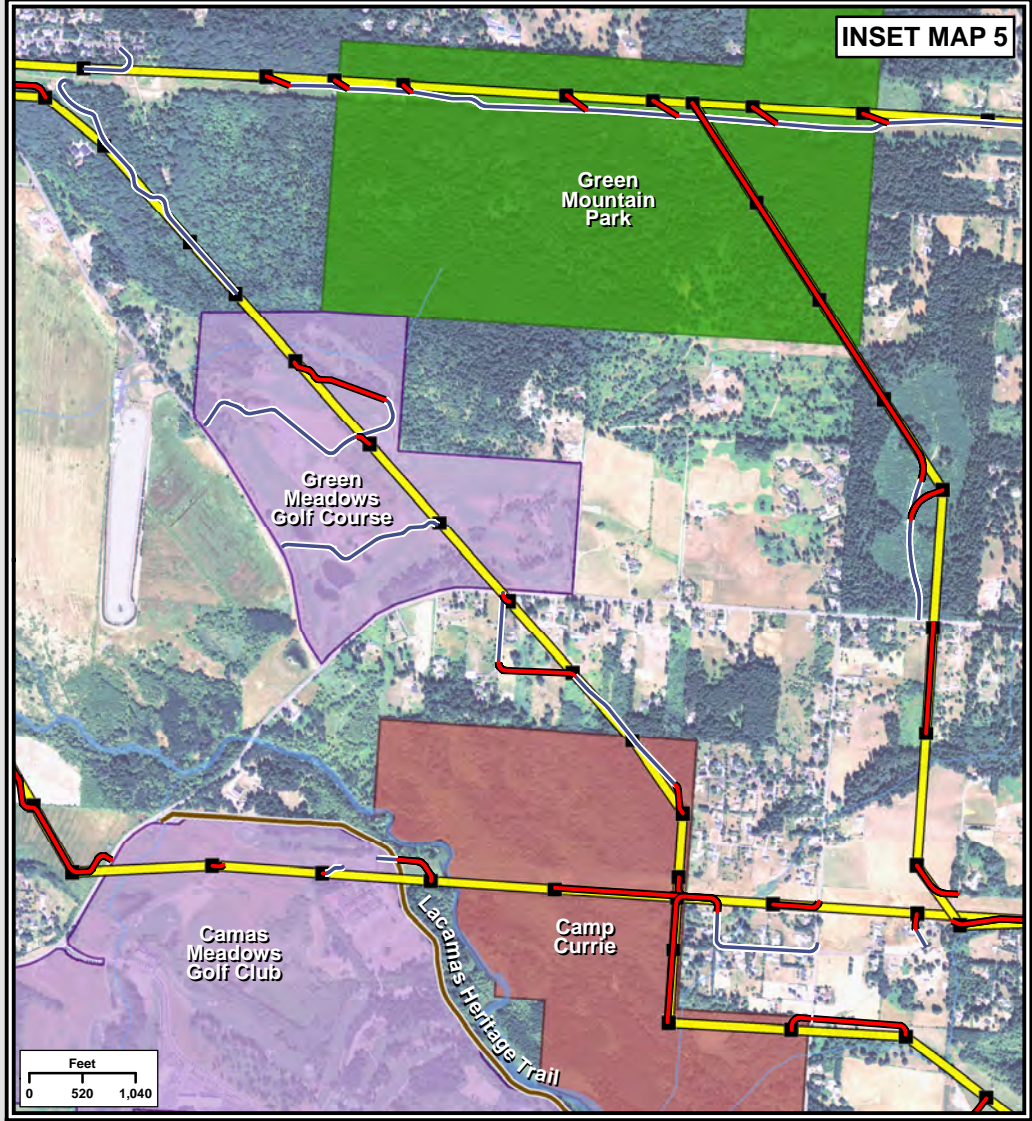 INSET MAP 5
Green
Mountain
Park
Green
Meadows
Golf Course
Camas
Meadows
Golf Club
Lacamas Heritage Trail
Camp
Currie
Feet
0 520 1,040